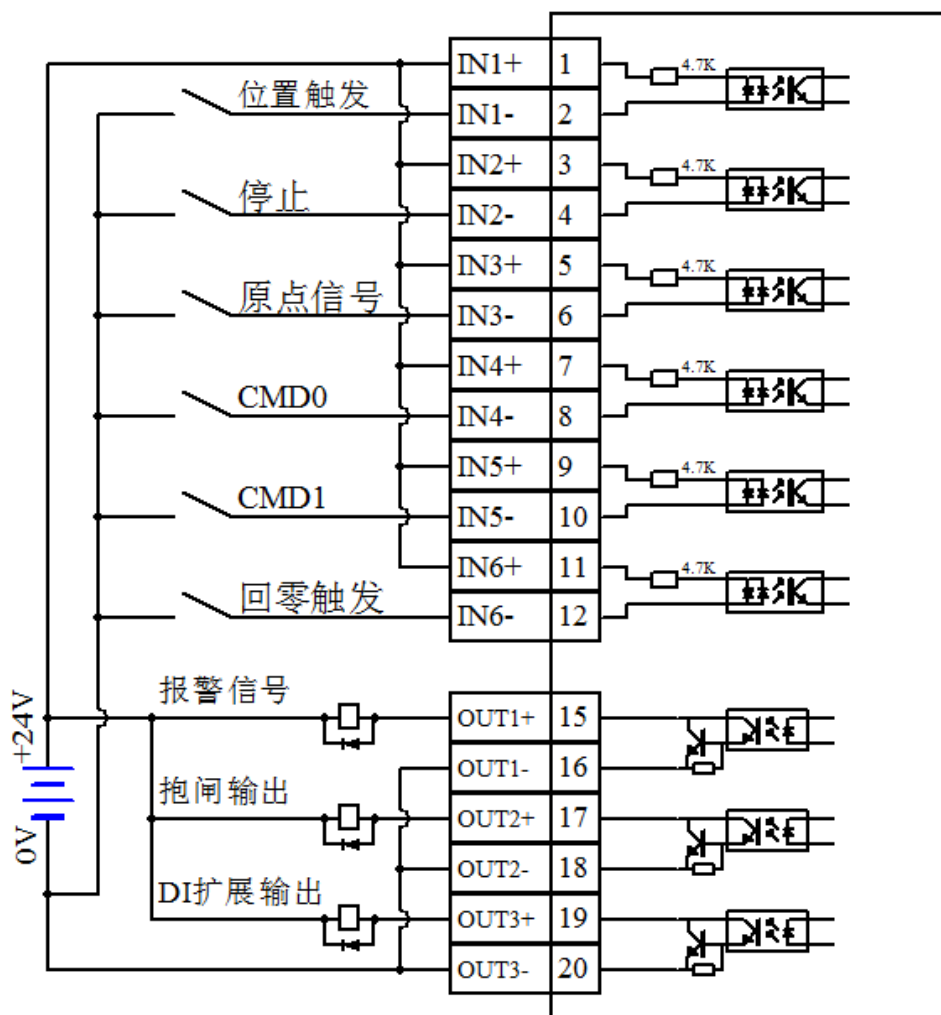 IN1+ 1 4.7K
位置触发 IN1- 2
IN2+ 3 4.7K
停止 IN2- 4
IN3+ 5 4.7K
原点信号 IN3- 6
IN4+ 7 4.7K
CMD0 IN4- 8
IN5+ 9 4.7K
CMD1 IN5- 10
IN6+ 11 4.7K
回零触发 IN6- 12
报警信号 OUT1+ 15
+24V
OUT1- 16
抱闸输出 OUT2+ 17
0V
OUT2- 18
DI扩展输出 OUT3+ 19
OUT3- 20